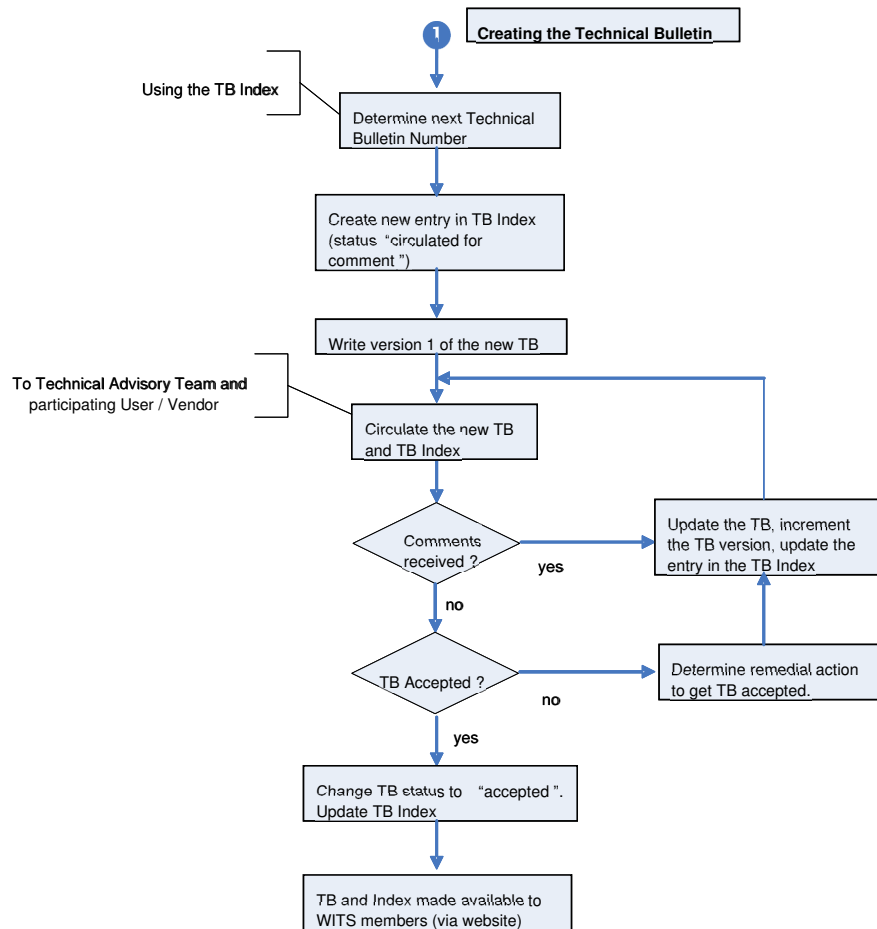 1
Creating the Technical Bulletin
Using the TB Index
Determine next Technical
Bulletin Number
Create new entry in TB Index
(status “circulated for
comment ”)
Write version 1 of the new TB
To Technical Advisory Team and
participating User / Vendor
Circulate the new TB
and TB Index
Comments
received ?
yes
Update the TB, increment
the TB version, update the
entry in the TB Index
no
TB Accepted ?
no
Determine remedial action
to get TB accepted.
yes
Change TB status to “accepted ”.
Update TB Index
TB and Index made available to
WITS members (via website)